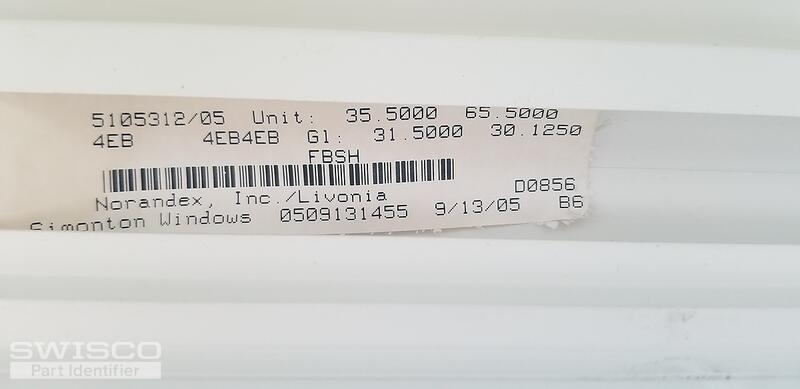 5105312/05 Unit: 35.5000 65.5000
4EB 4EB4EB Gl: 31.5000 30.1250
FBSH
Norandex, Inc./Livonia D0856
Simonton Windows 0509131455 9/13/05 B6
SWISCO
Part Identifier